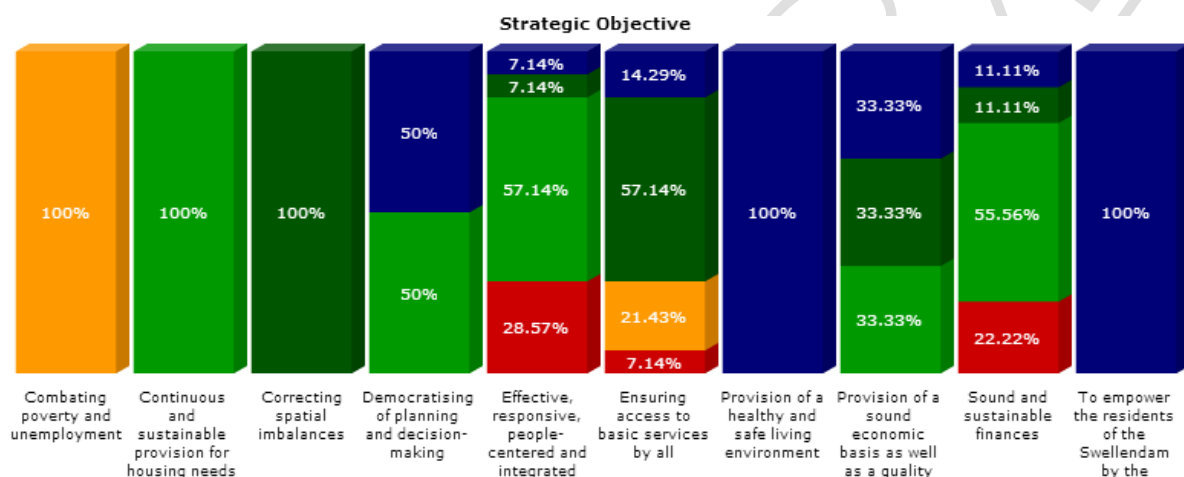 Strategic Objective
7.14%
7.14%
14.29%
11.11%
11.11%
50%
33.33%
57.14%
57.14%
100%
100%
100%
100%
33.33%
55.56%
100%
50%
28.57%
21.43%
7.14%
33.33%
22.22%
Combating
poverty and
unemployment
Continuous
and
sustainable
provision for
housing needs
Correcting
spatial
imbalances
Democratising
of planning
and decision-
making
Effective,
responsive,
people-
centered and
integrated
Ensuring
access to
basic services
by all
Provision of a
healthy and
safe living
environment
Provision of a
sound
economic
basis as well
as a quality
Sound and
sustainable
finances
To empower
the residents
of the
Swellendam
by the